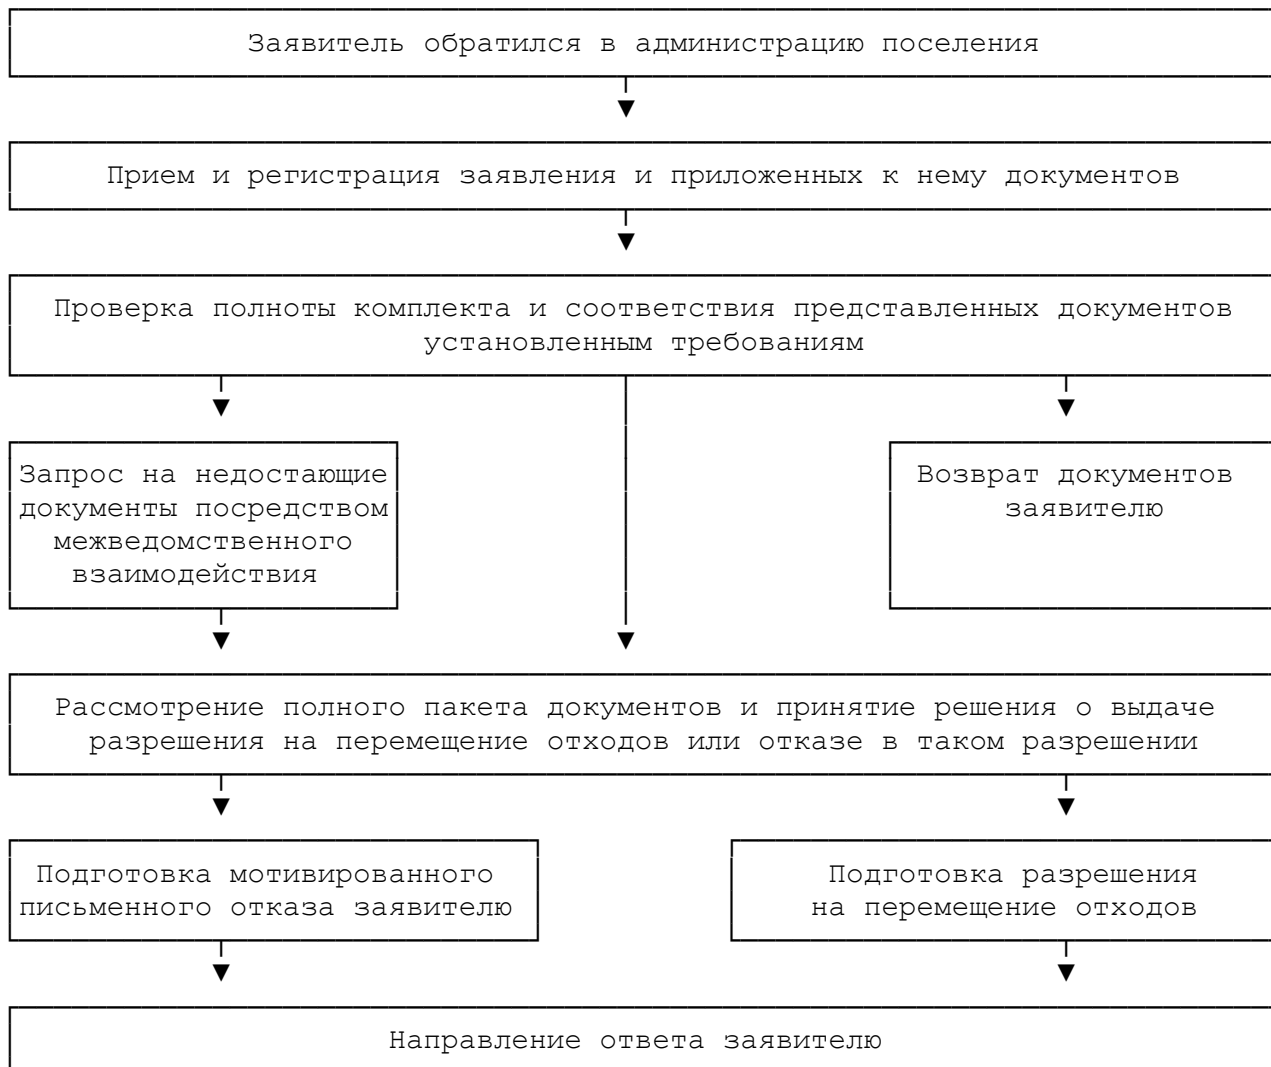 Заявитель обратился в администрацию поселения
Прием и регистрация заявления и приложенных к нему документов
Проверка полноты комплекта и соответствия представленных документов
установленным требованиям
Запрос на недостающие
документы посредством
межведомственного
взаимодействия
Возврат документов
заявителю
Рассмотрение полного пакета документов и принятие решения о выдаче
разрешения на перемещение отходов или отказе в таком разрешении
Подготовка мотивированного
письменного отказа заявителю
Подготовка разрешения
на перемещение отходов
Направление ответа заявителю